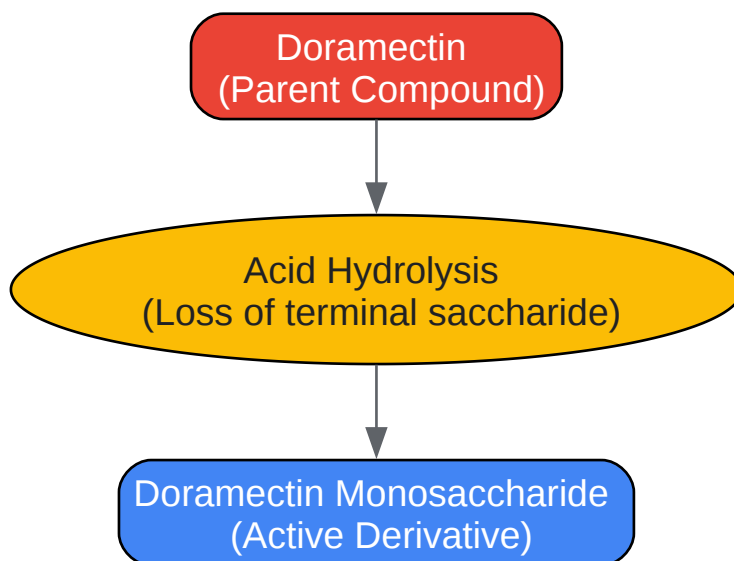 Doramectin
(Parent Compound)
Acid Hydrolysis
(Loss of terminal saccharide)
Doramectin Monosaccharide
(Active Derivative)